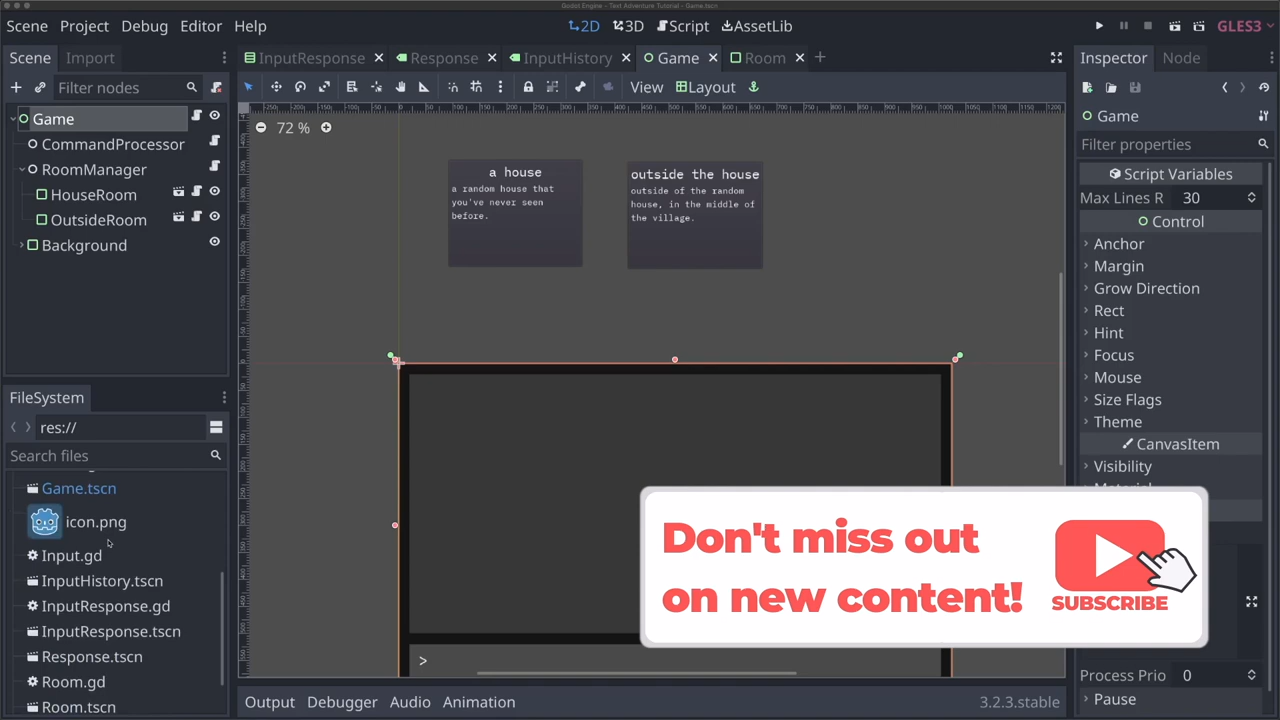 Godot Engine - Text Adventure Tutorial - Game.tscn
Scene Project Debug Editor Help
2D 3D Script AssetLib
GLES3
Scene Import
InputResponse Response InputHistory Game Room
Inspector Node
Filter nodes
View Layout
Game
CommandProcessor
RoomManager
HouseRoom
OutsideRoom
Background
72 %
a house
a random house that
you've never seen
before.
outside the house
outside of the random
house, in the middle of
the village.
>
Game
Filter properties
Script Variables
Max Lines R 30
Control
Anchor
Margin
Grow Direction
Rect
Hint
Focus
Mouse
Size Flags
Theme
CanvasItem
Visibility
Process Prio 0
Pause
FileSystem
res://
Search files
Game.tscn
icon.png
Input.gd
InputHistory.tscn
InputResponse.gd
InputResponse.tscn
Response.tscn
Room.gd
Room.tscn
Don't miss out
on new content!
SUBSCRIBE
Output Debugger Audio Animation
3.2.3.stable